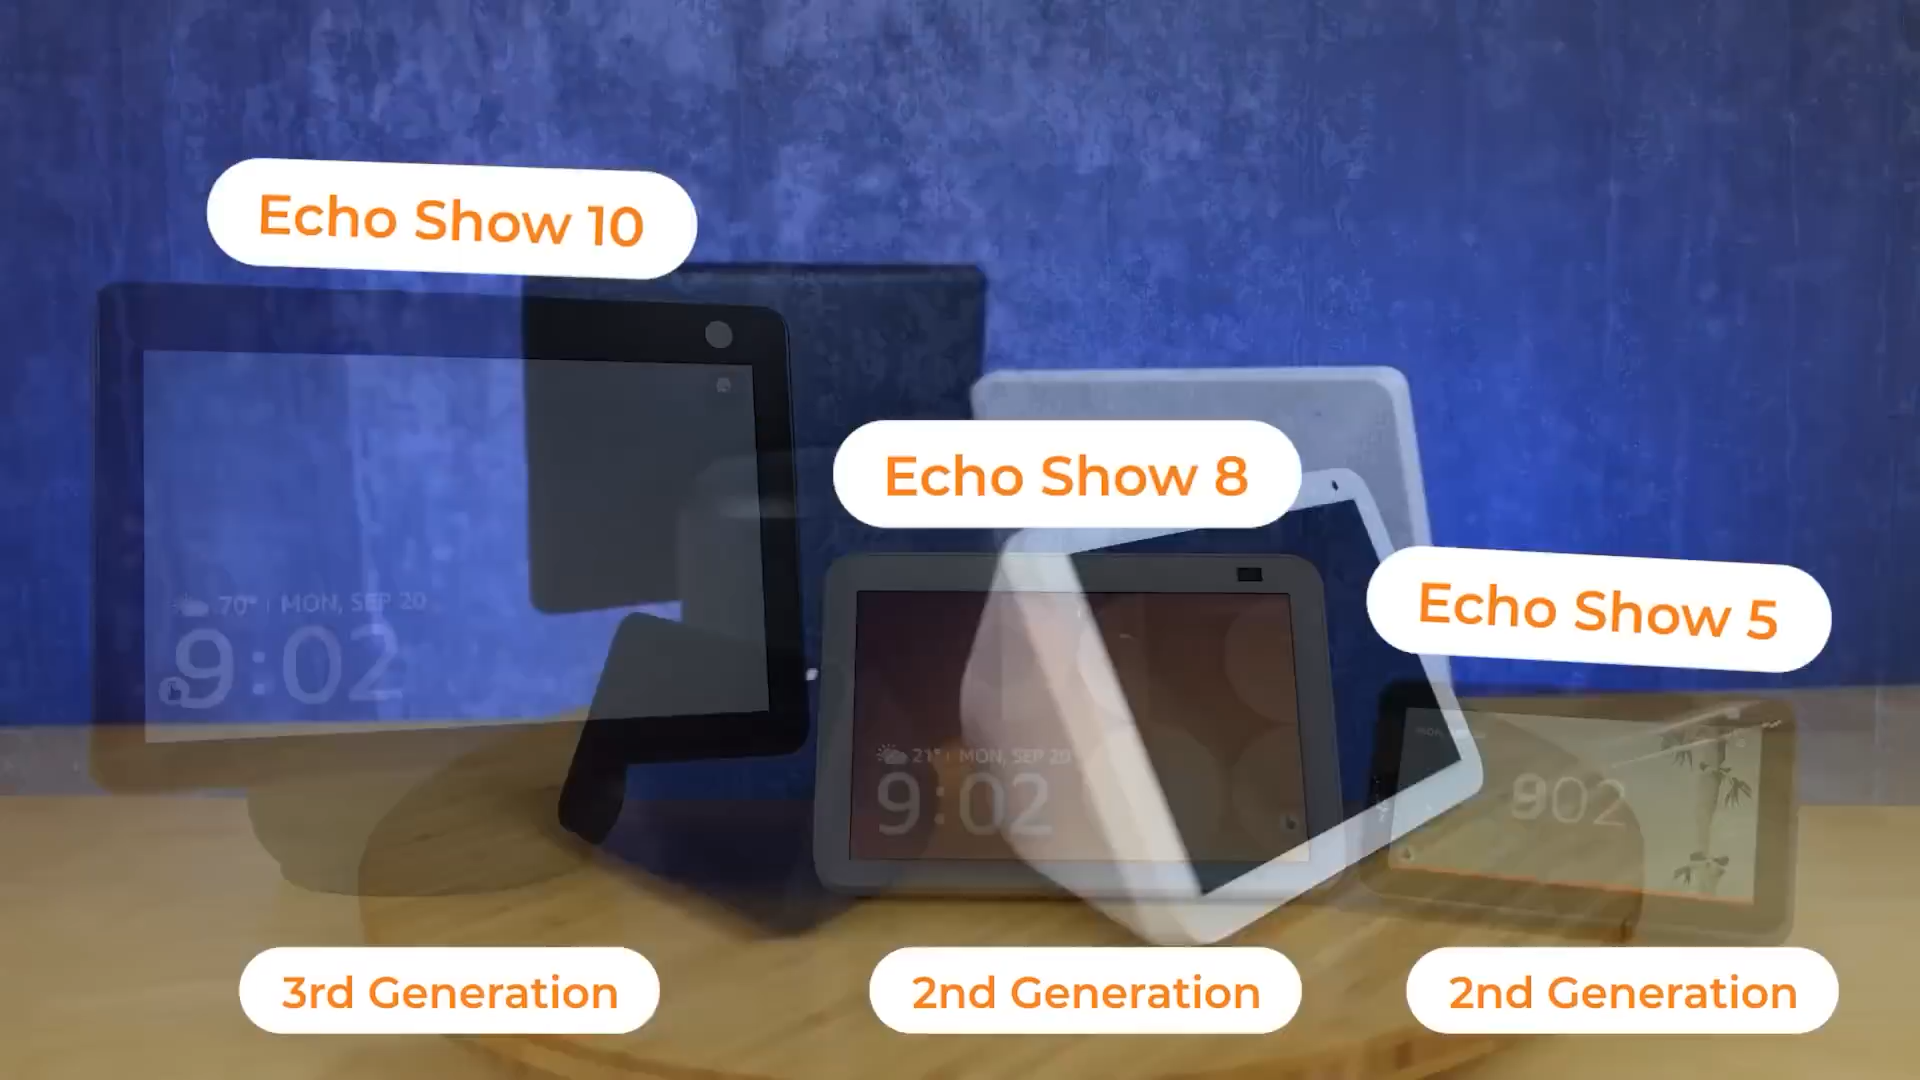 Echo Show 10
Echo Show 8
Echo Show 5
70° | MON, SEP 20
9:02
21° | MON, SEP 20
9:02
902
3rd Generation
2nd Generation
2nd Generation